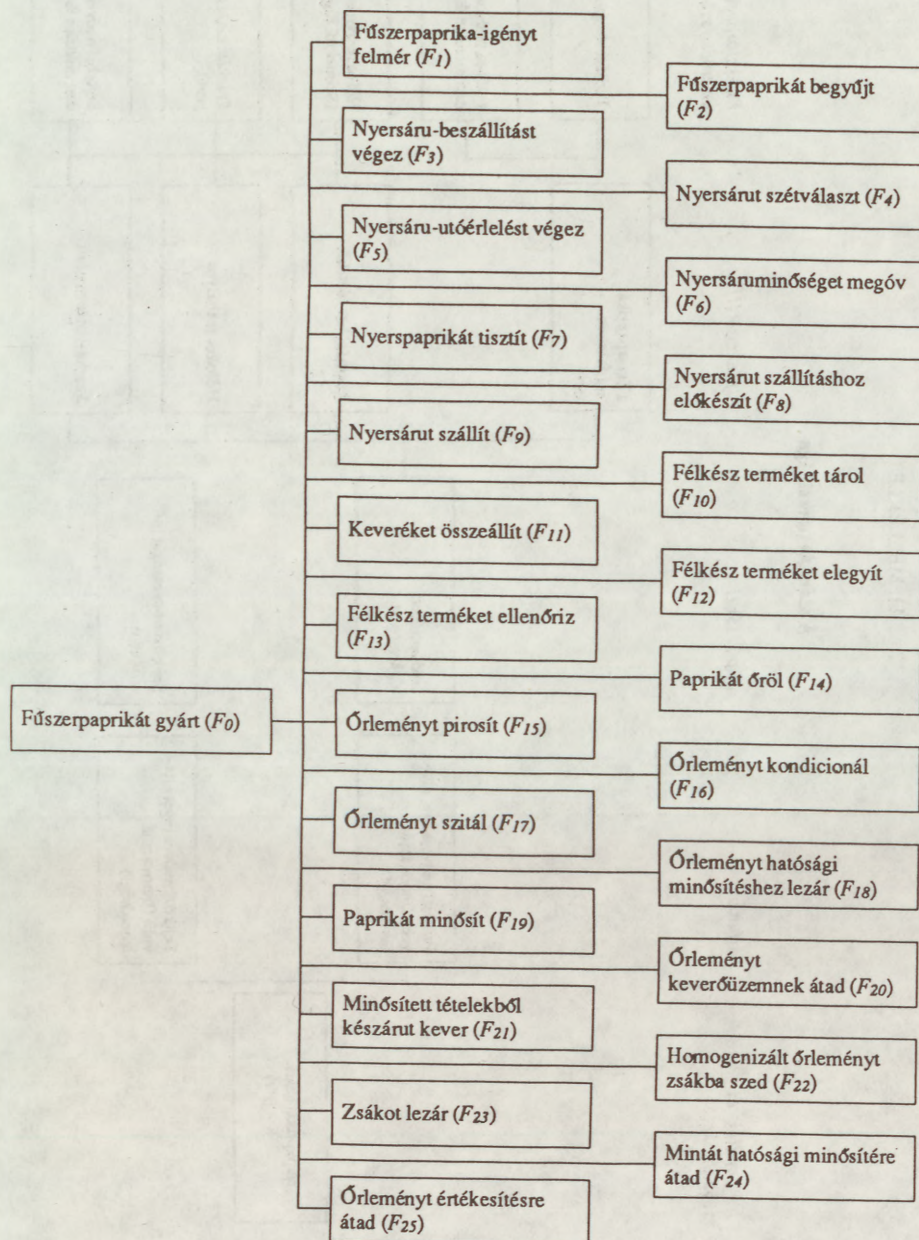 Fűszerpaprika-igényt
felmér (F1)
Fűszerpaprikát begyűjt
(F2)
Nyersáru-beszállítást
végez (F3)
Nyersárut szétválaszt (F4)
Nyersáru-utóérlelést végez
(F5)
Nyersáruminőséget megóv
(F6)
Nyerspaprikát tisztít (F7)
Nyersárut szállításhoz
előkészít (F8)
Nyersárut szállít (F9)
Félkész terméket tárol
(F10)
Keveréket összeállít (F11)
Félkész terméket elegyít
(F12)
Félkész terméket ellenőriz
(F13)
Paprikát őröl (F14)
Fűszerpaprikát gyárt (F0)
Őrleményt pirosít (F15)
Őrleményt kondicionál
(F16)
Őrleményt szitál (F17)
Őrleményt hatósági
minősítéshez lezár (F18)
Paprikát minősít (F19)
Őrleményt
keverőüzemnek átad (F20)
Minősített tételekből
készárut kever (F21)
Homogenizált őrleményt
zsákba szed (F22)
Zsákot lezár (F23)
Mintát hatósági minősítére
átad (F24)
Őrleményt értékesítésre
átad (F25)